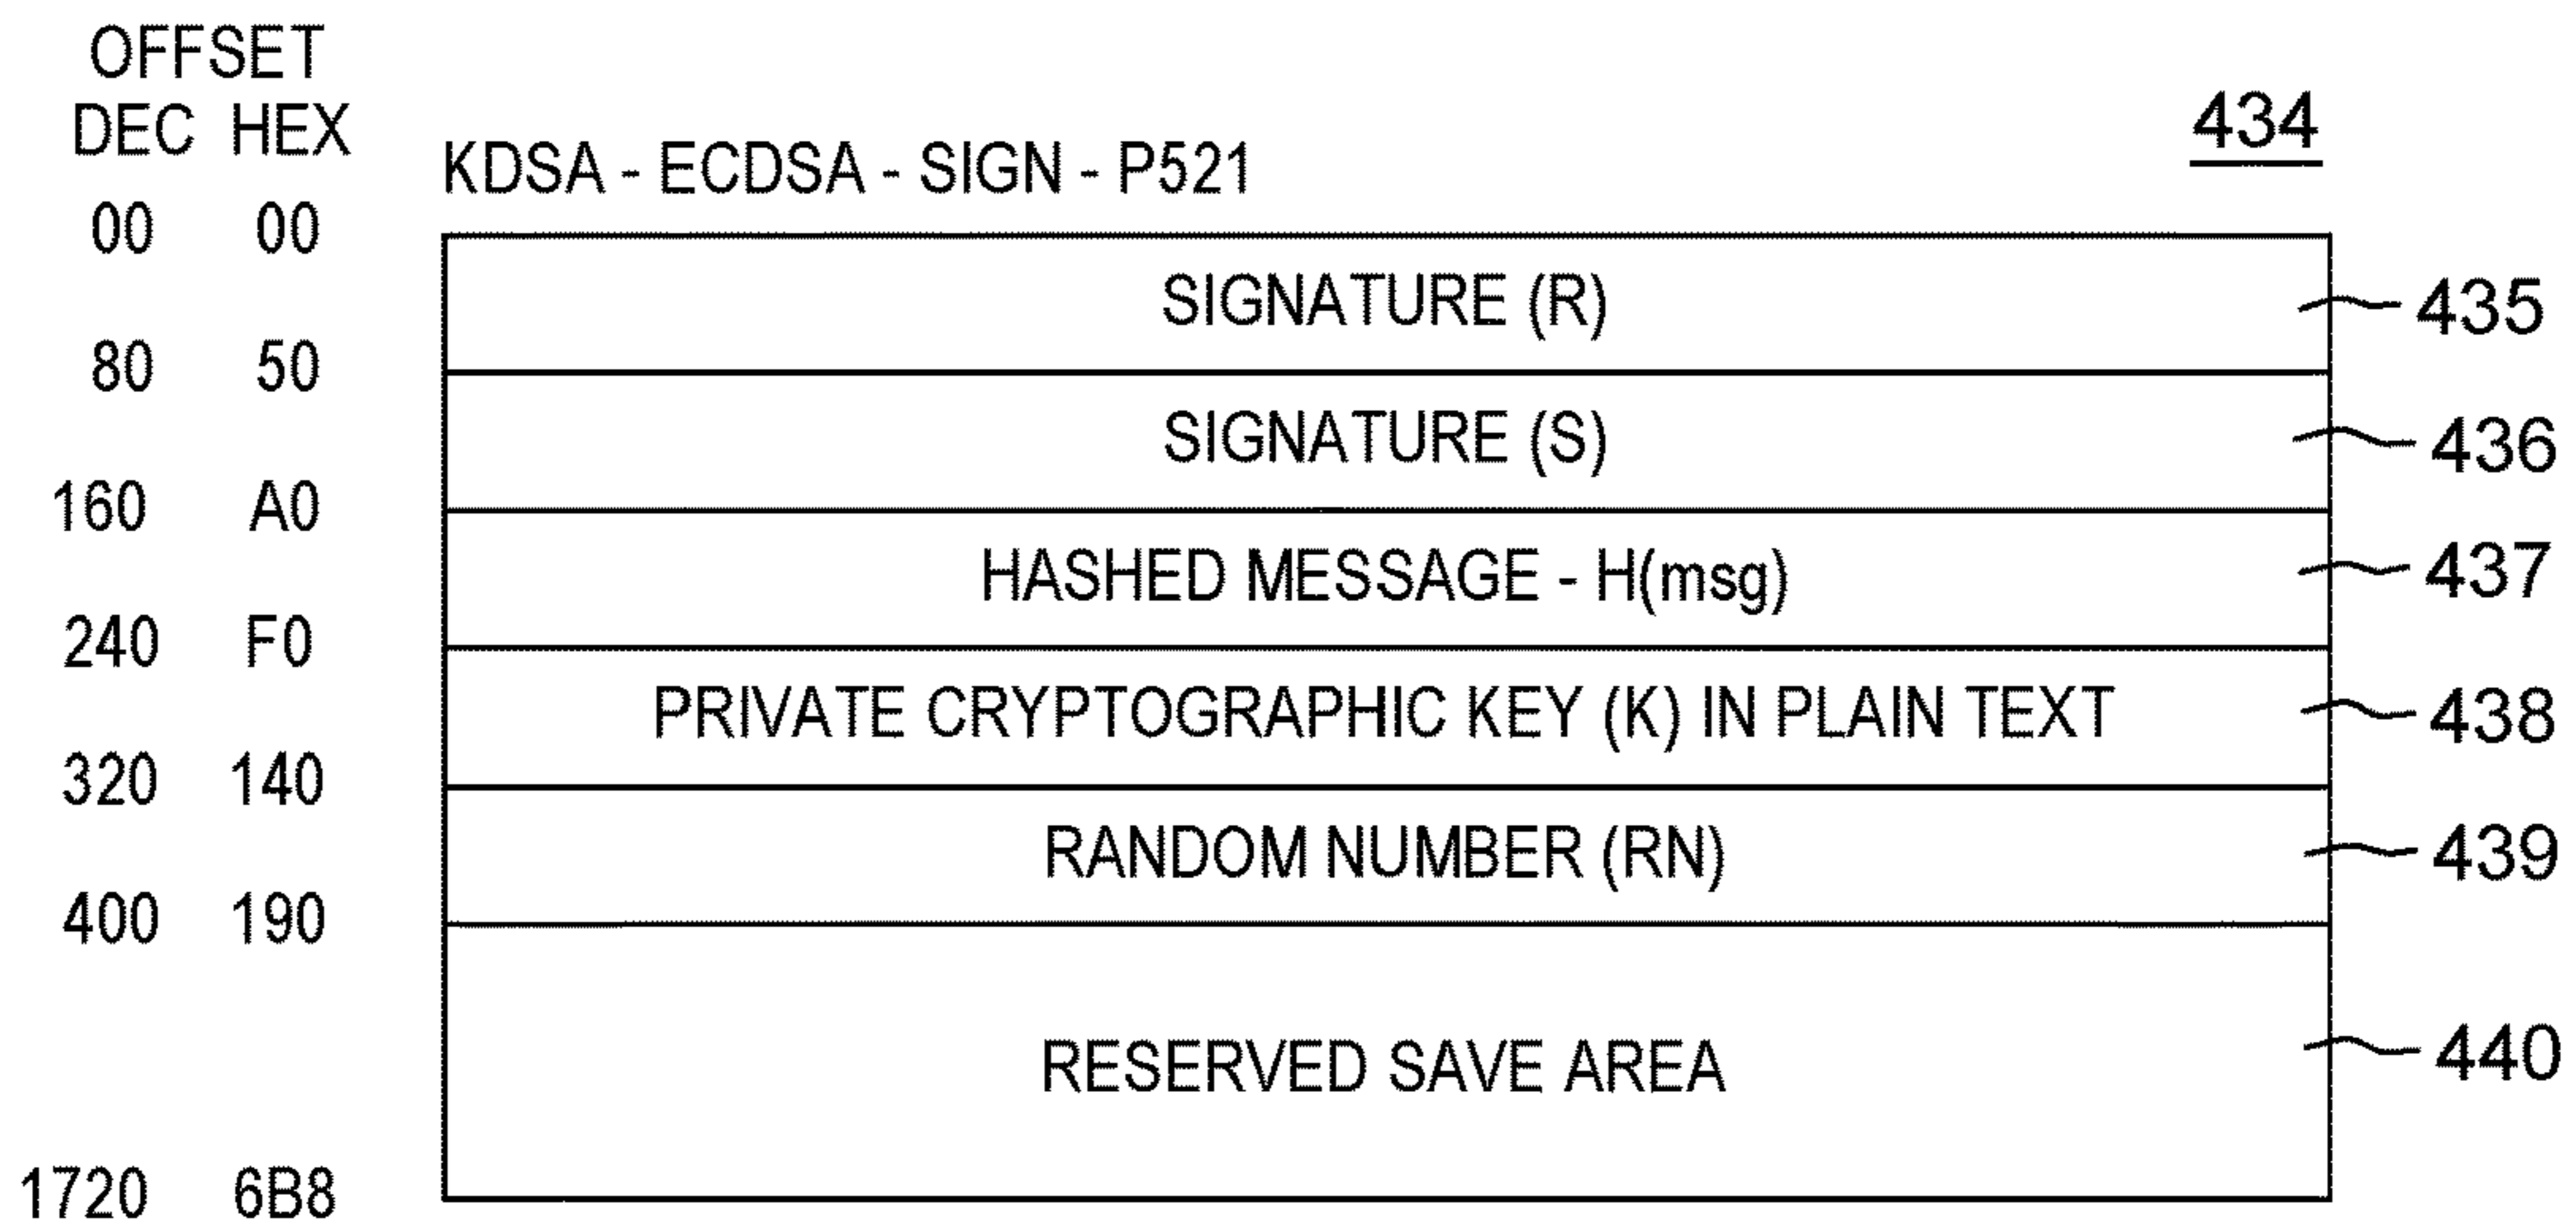 OFFSET
DEC HEX
KDSA - ECDSA - SIGN - P521
434
00 00
SIGNATURE (R)
435
80 50
SIGNATURE (S)
436
160 A0
HASHED MESSAGE - H(msg)
437
240 F0
PRIVATE CRYPTOGRAPHIC KEY (K) IN PLAIN TEXT
438
320 140
RANDOM NUMBER (RN)
439
400 190
RESERVED SAVE AREA
440
1720 6B8